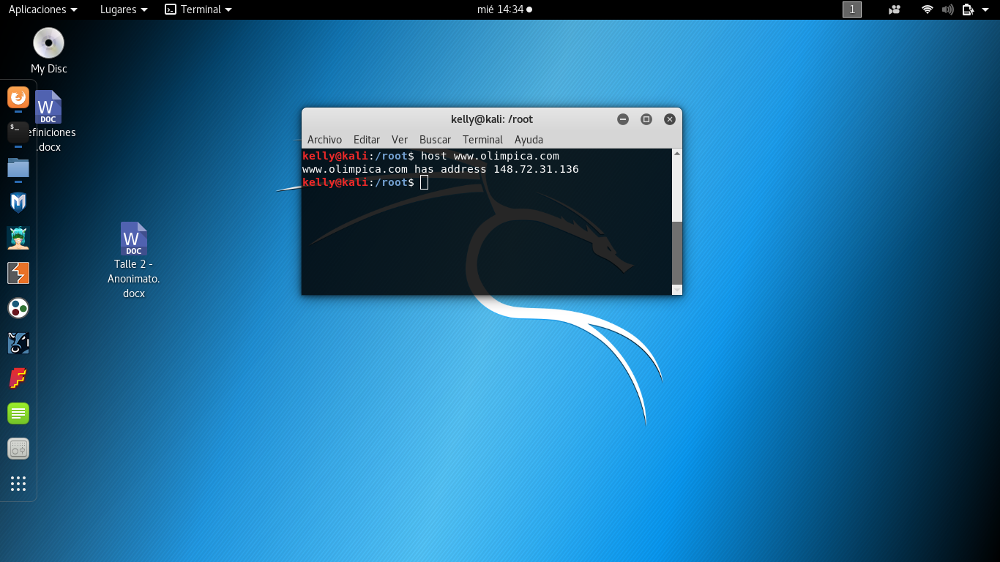 Aplicaciones Lugares Terminal mié 14:34 1
My Disc
W
DOC
efiniciones
.docx
W
DOC
Talle 2 -
Anonimato.
docx
kelly@kali: /root
Archivo Editar Ver Buscar Terminal Ayuda
kelly@kali:/root$ host www.olimpica.com
www.olimpica.com has address 148.72.31.136
kelly@kali:/root$